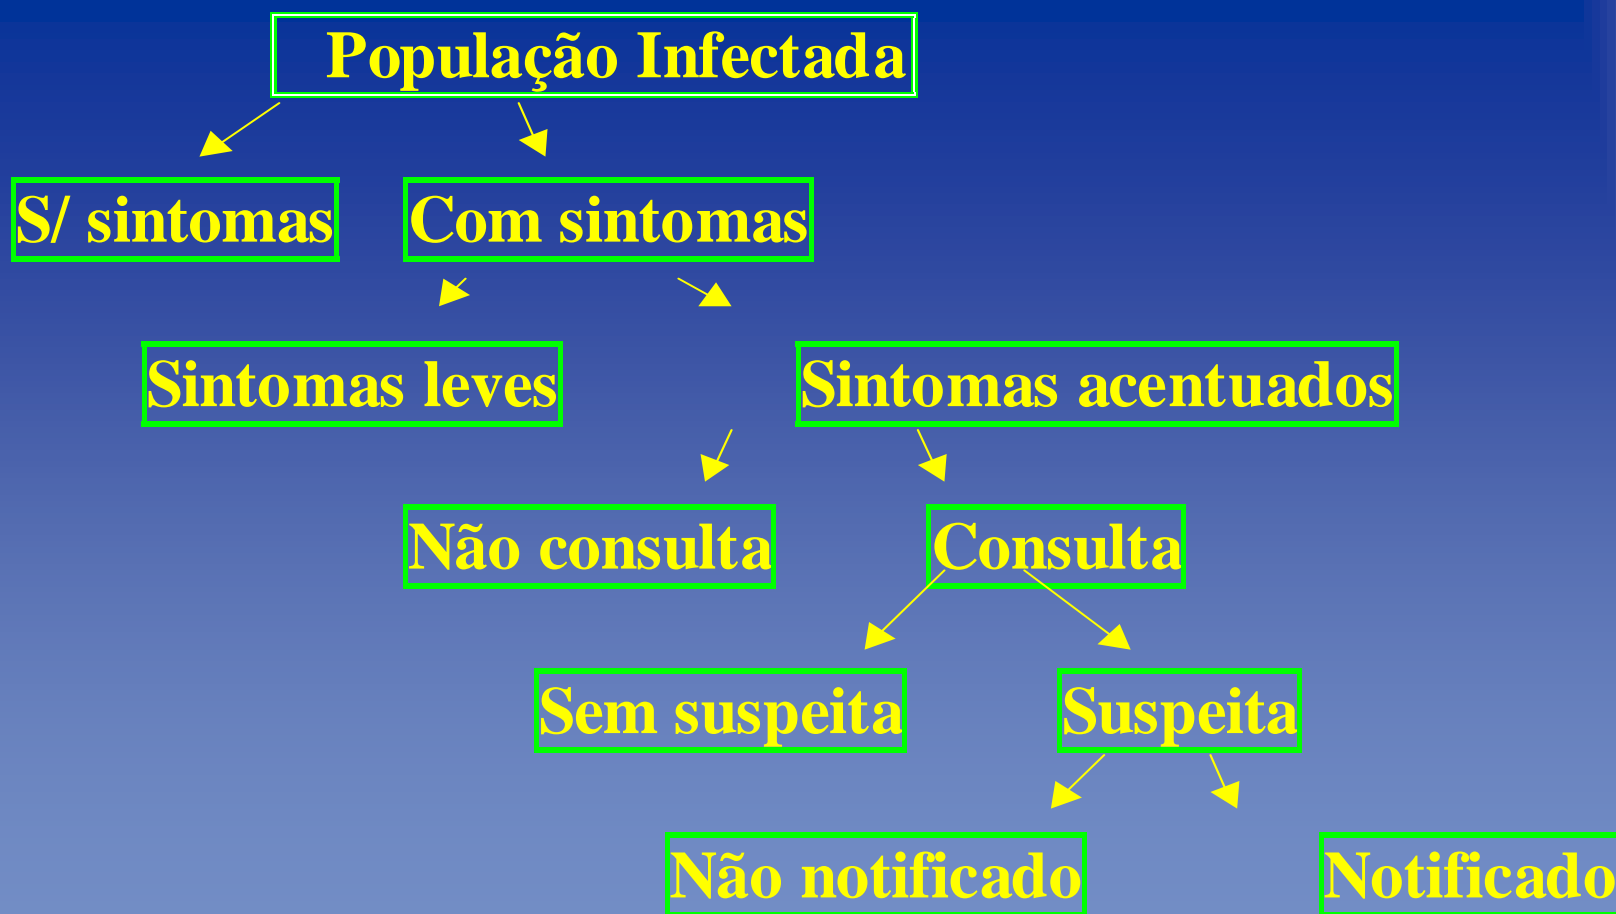 População Infectada
S/ sintomas
Com sintomas
Sintomas leves
Sintomas acentuados
Não consulta
Consulta
Sem suspeita
Suspeita
Não notificado
Notificado